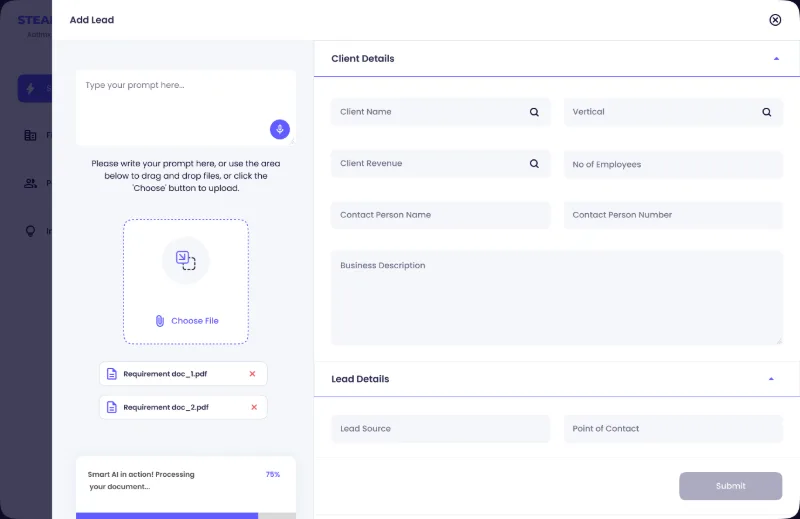 Add Lead
Type your prompt here...
Please write your prompt here, or use the area
below to drag and drop files, or click the
'Choose' button to upload.
Choose File
Requirement doc_1.pdf
Requirement doc_2.pdf
Smart AI in action! Processing
your document...
75%
Client Details
Client Name
Vertical
Client Revenue
No of Employees
Contact Person Name
Contact Person Number
Business Description
Lead Details
Lead Source
Point of Contact
Submit